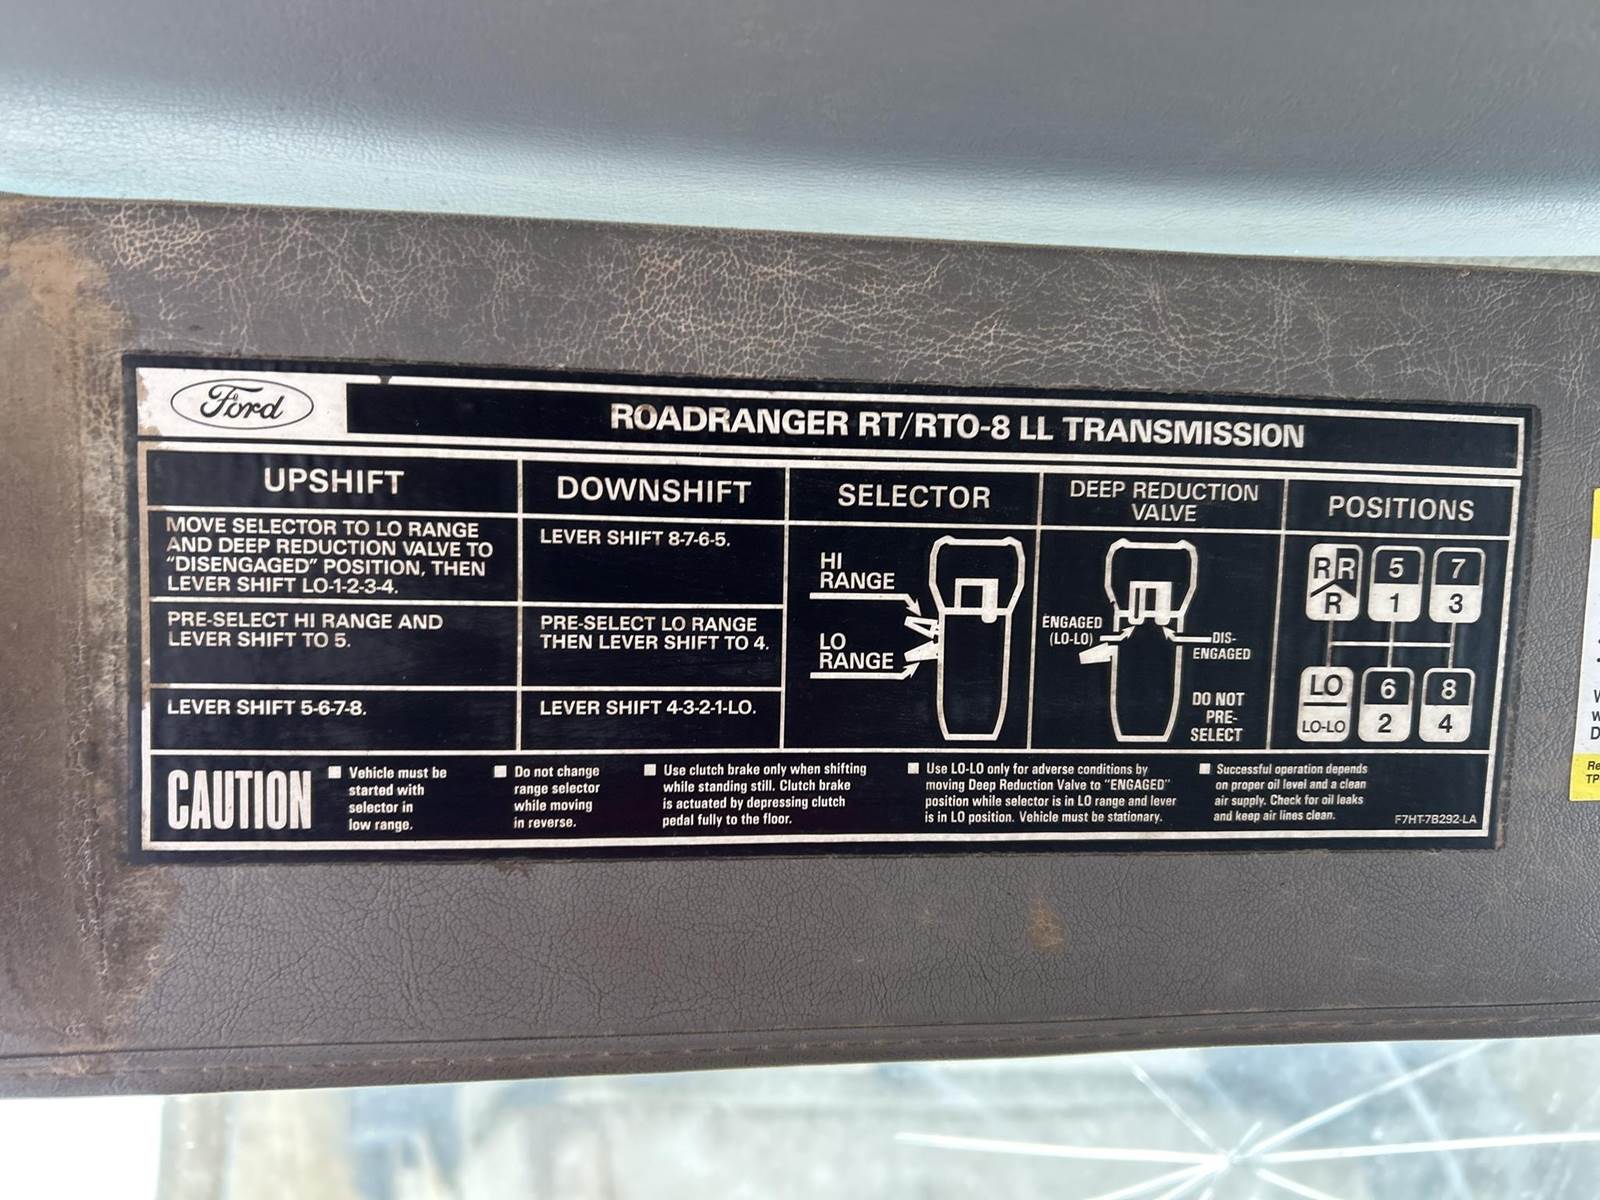 Ford
ROADRANGER RT/RTO-8 LL TRANSMISSION
UPSHIFT
MOVE SELECTOR TO LO RANGE
AND DEEP REDUCTION VALVE TO
"DISENGAGED" POSITION, THEN
LEVER SHIFT LO-1-2-3-4.
PRE-SELECT HI RANGE AND
LEVER SHIFT TO 5.
LEVER SHIFT 5-6-7-8.
DOWNSHIFT
LEVER SHIFT 8-7-6-5.
PRE-SELECT LO RANGE
THEN LEVER SHIFT TO 4.
LEVER SHIFT 4-3-2-1-LO.
SELECTOR
HI
RANGE
LO
RANGE
DEEP REDUCTION
VALVE
ENGAGED
(LO-LO)
DIS-
ENGAGED
DO NOT
PRE-
SELECT
POSITIONS
R R 5 7
R 1 3
LO 6 8
LO-LO 2 4
CAUTION
Vehicle must be
started with
selector in
low range.
Do not change
range selector
while moving
in reverse.
Use clutch brake only when shifting
while standing still. Clutch brake
is actuated by depressing clutch
pedal fully to the floor.
Use LO-LO only for adverse conditions by
moving Deep Reduction Valve to "ENGAGED"
position while selector is in LO range and lever
is in LO position. Vehicle must be stationary.
Successful operation depends
on proper oil level and a clean
air supply. Check for oil leaks
and keep air lines clean.
F7HT-7B292-LA